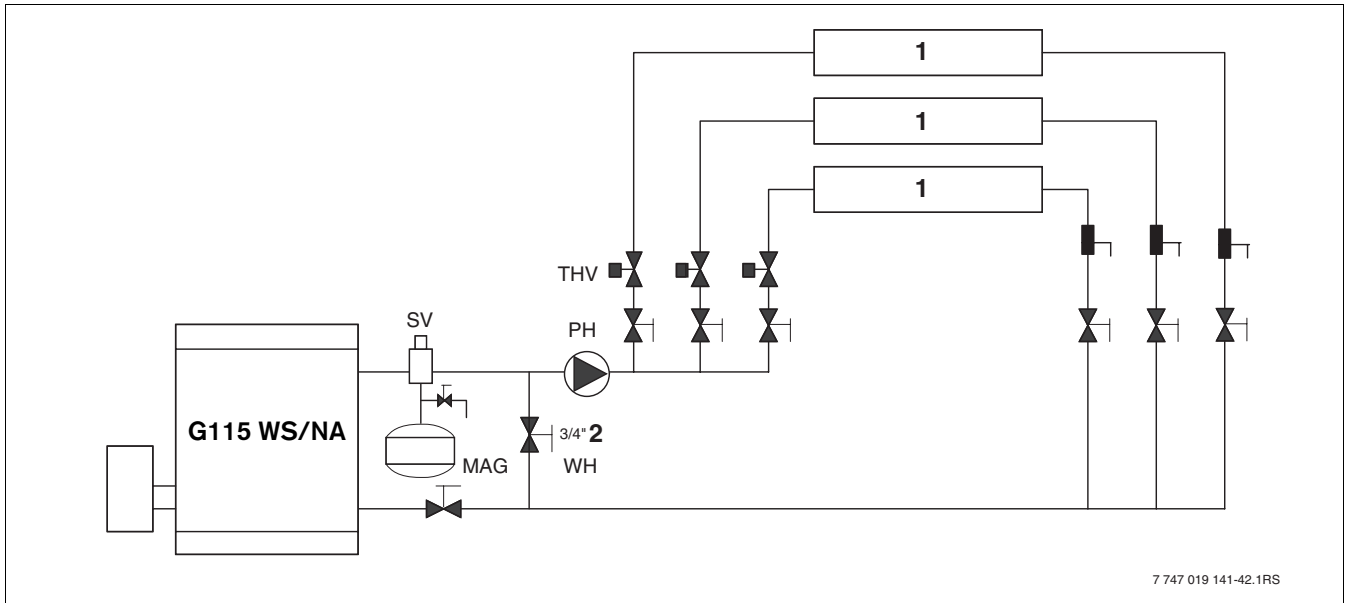 1
1
1
THV
SV
PH
G115 WS/NA
3/4" 2
MAG
WH
7 747 019 141-42.1RS